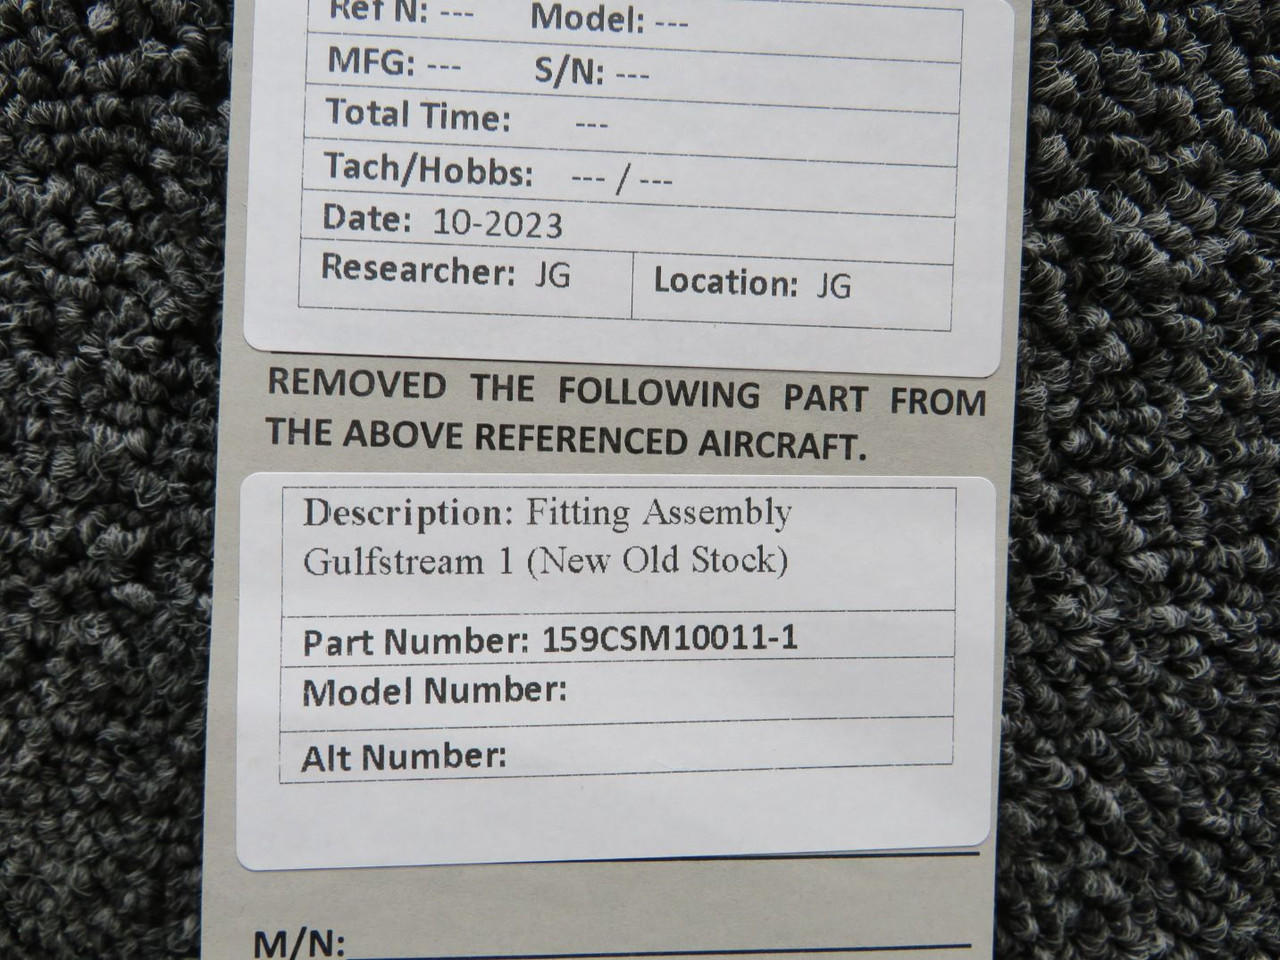 Ref N: --- Model: ---
MFG: --- S/N: ---
Total Time: ---
Tach/Hobbs: --- / ---
Date: 10-2023
Researcher: JG Location: JG
REMOVED THE FOLLOWING PART FROM
THE ABOVE REFERENCED AIRCRAFT.
Description: Fitting Assembly
Gulfstream 1 (New Old Stock)
Part Number: 159CSM10011-1
Model Number:
Alt Number:
M/N: